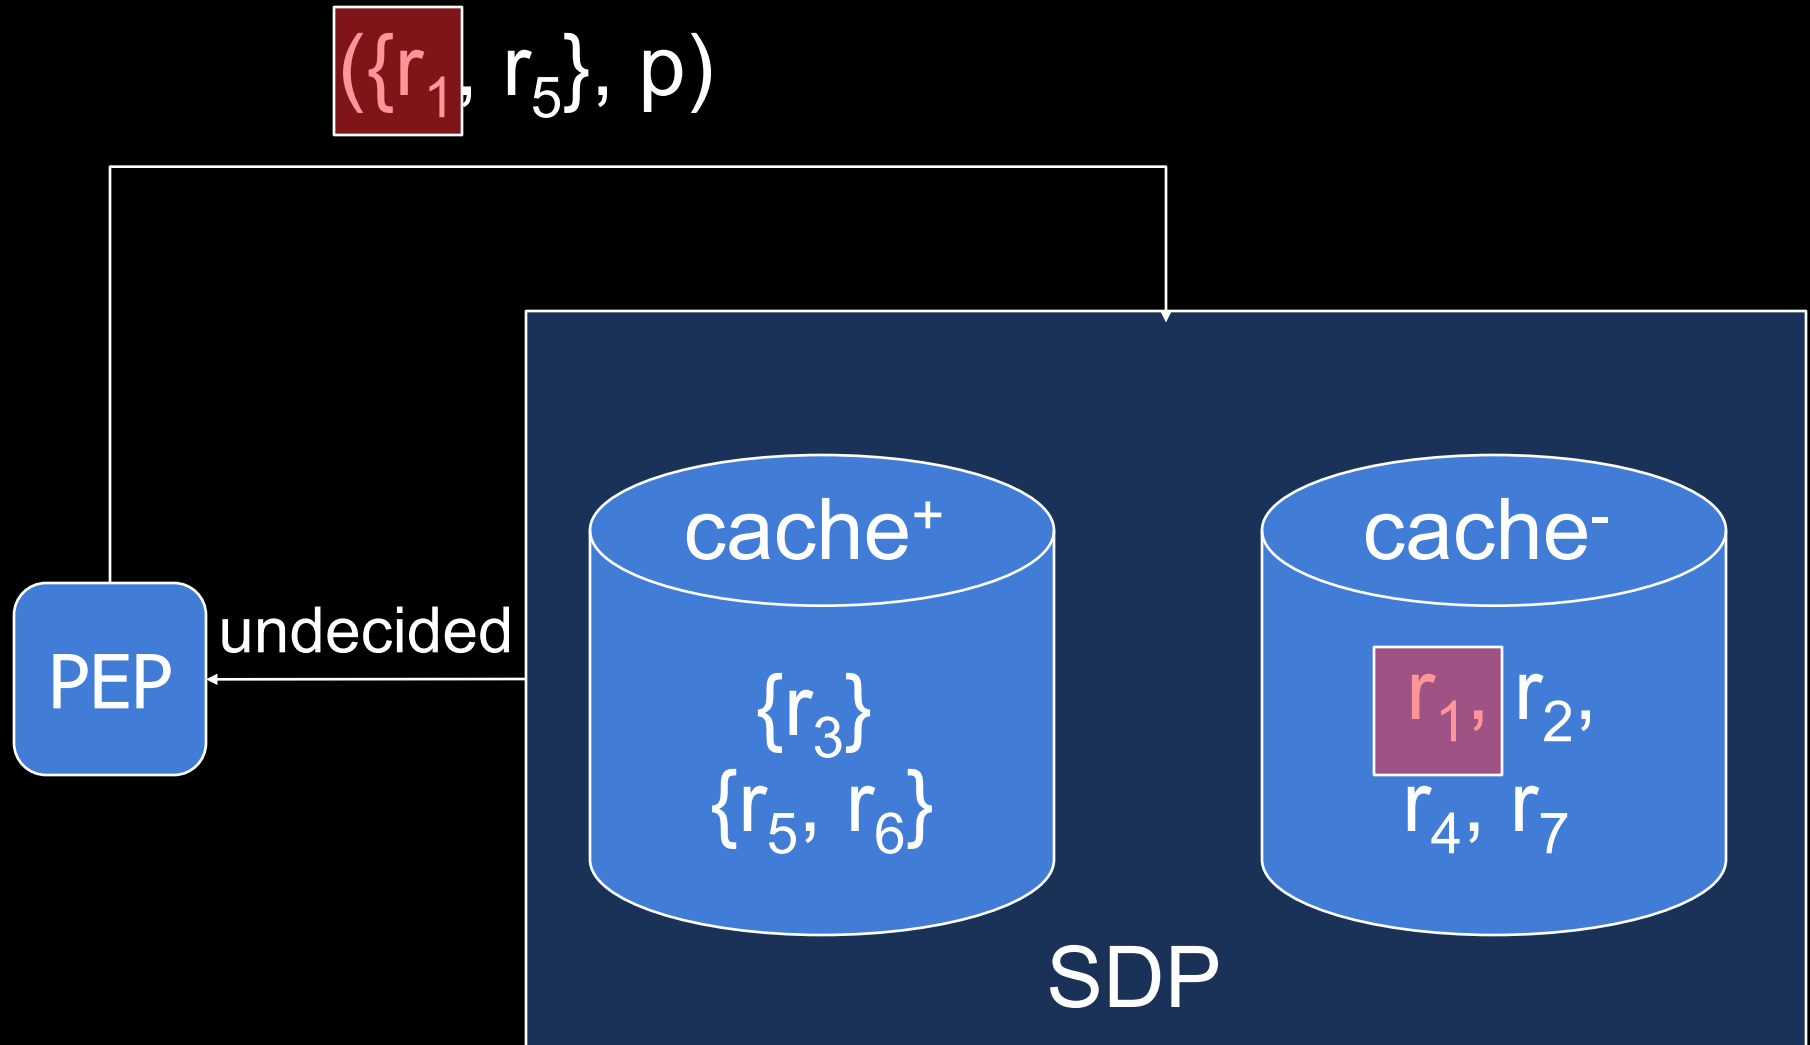 ({r₁, r₅}, p)
cache⁺
cache⁻
undecided
PEP
{r₃}
{r₅, r₆}
r₁, r₂,
r₄, r₇
SDP